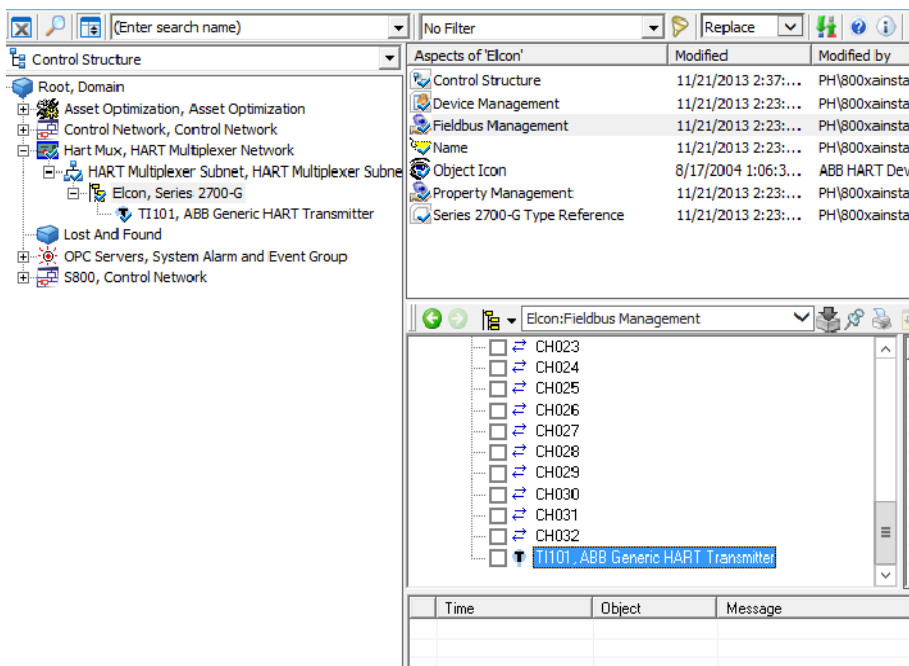 (Enter search name)
No Filter
Replace
Control Structure
Root, Domain
Asset Optimization, Asset Optimization
Control Network, Control Network
Hart Mux, HART Multiplexer Network
HART Multiplexer Subnet, HART Multiplexer Subne
Elcon, Series 2700-G
TI101, ABB Generic HART Transmitter
Lost And Found
OPC Servers, System Alarm and Event Group
S800, Control Network
Aspects of 'Elcon' Modified Modified by
Control Structure 11/21/2013 2:37:... PH\800xainsta
Device Management 11/21/2013 2:23:... PH\800xainsta
Fieldbus Management 11/21/2013 2:23:... PH\800xainsta
Name 11/21/2013 2:23:... PH\800xainsta
Object Icon 8/17/2004 1:06:3... ABB HART Dev
Property Management 11/21/2013 2:23:... PH\800xainsta
Series 2700-G Type Reference 11/21/2013 2:23:... PH\800xainsta
Elcon:Fieldbus Management
CH023
CH024
CH025
CH026
CH027
CH028
CH029
CH030
CH031
CH032
TI101, ABB Generic HART Transmitter
Time Object Message